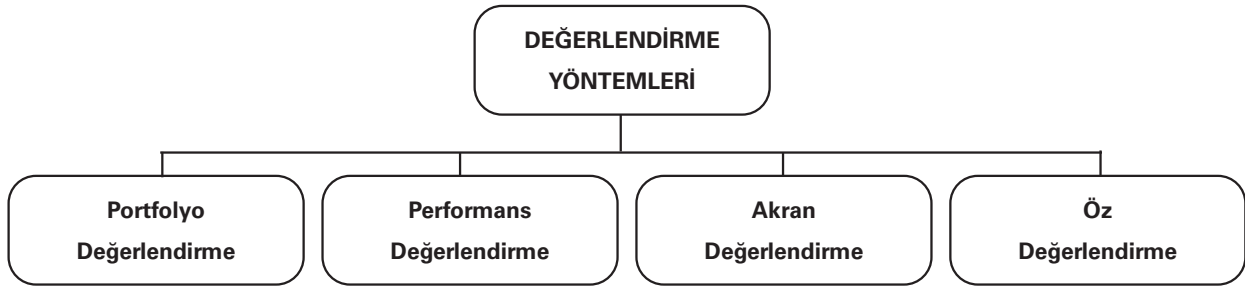 DEĞERLENDİRME
YÖNTEMLERİ
Portfolyo
Değerlendirme
Performans
Değerlendirme
Akran
Değerlendirme
Öz
Değerlendirme